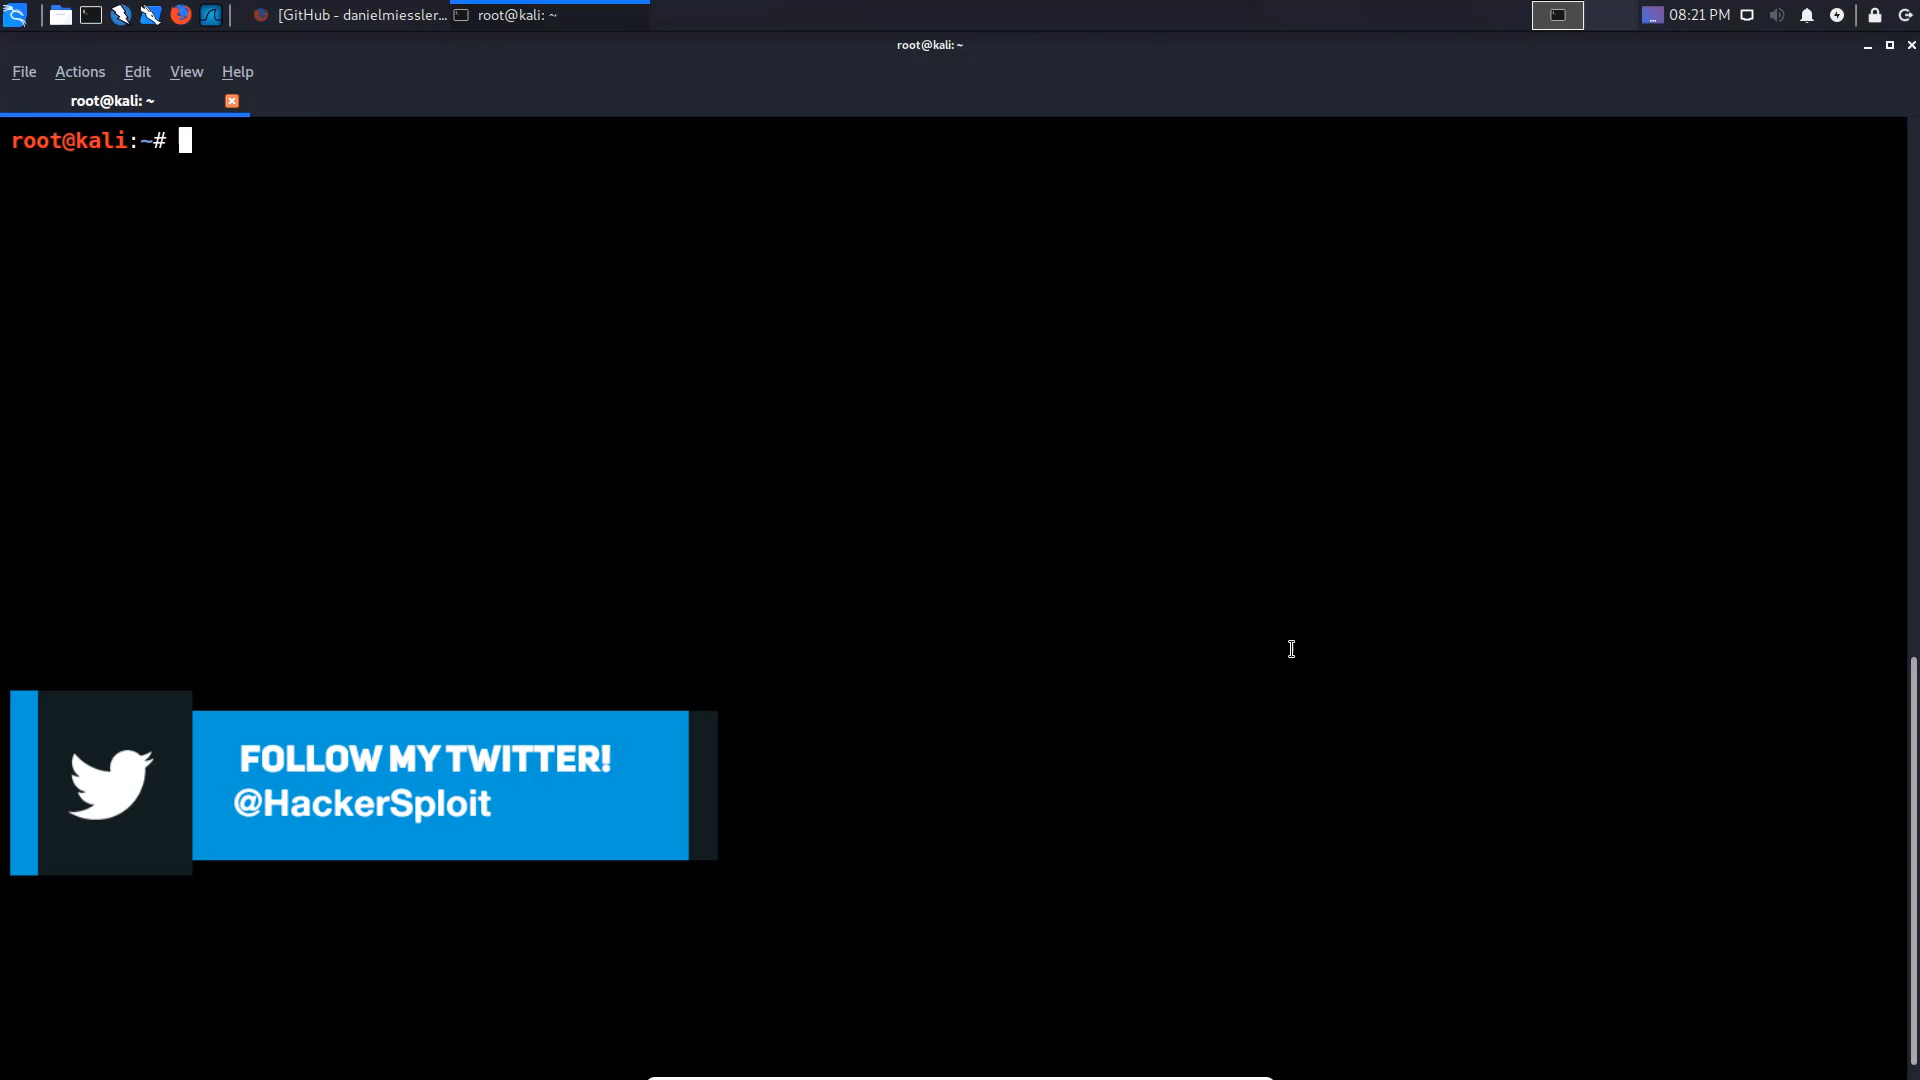 [GitHub - danielmiessler... root@kali: ~ 08:21 PM
root@kali: ~
File Actions Edit View Help
root@kali: ~
root@kali:~#
FOLLOW MY TWITTER!
@HackerSploit